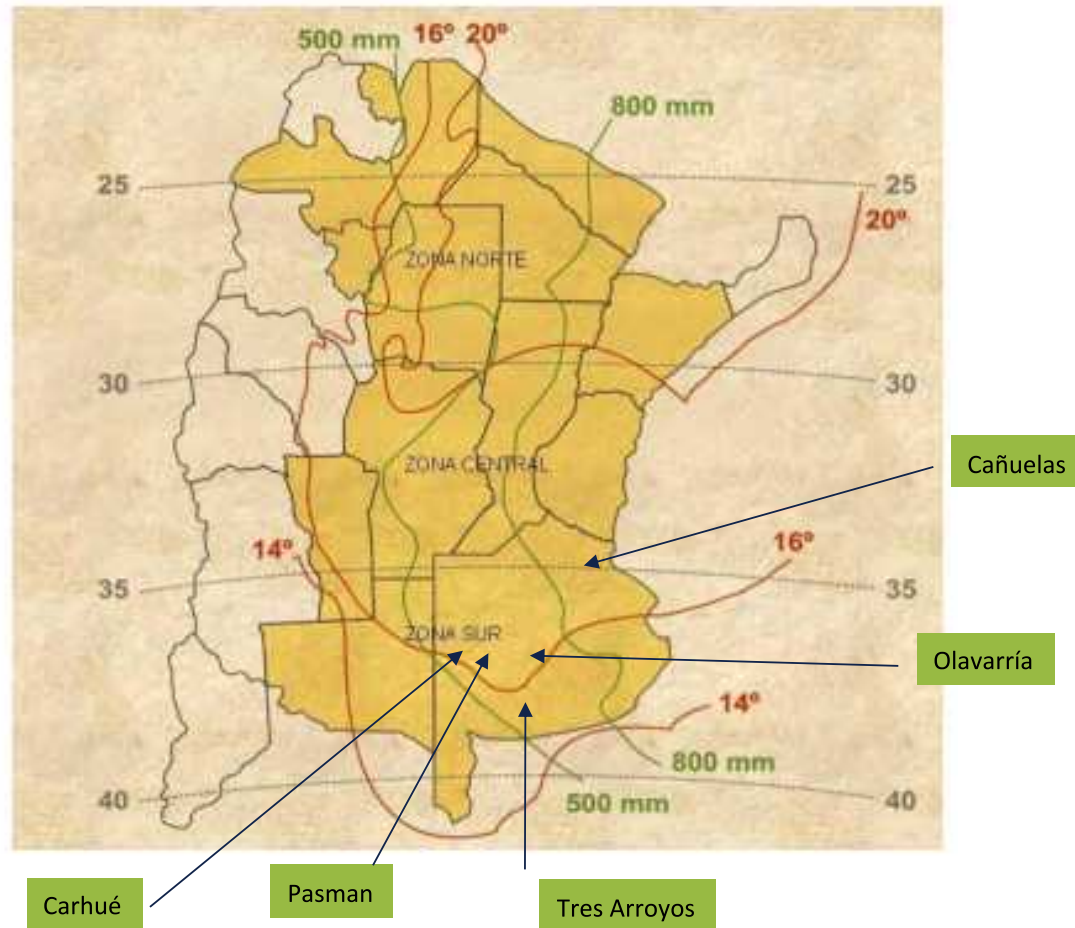 500 mm
16º
20º
800 mm
25
25
20º
ZONA NORTE
30
30
Cañuelas
ZONA CENTRAL
14º
16º
35
35
ZONA SUR
Olavarría
14º
800 mm
40
500 mm
40
Carhué
Pasman
Tres Arroyos